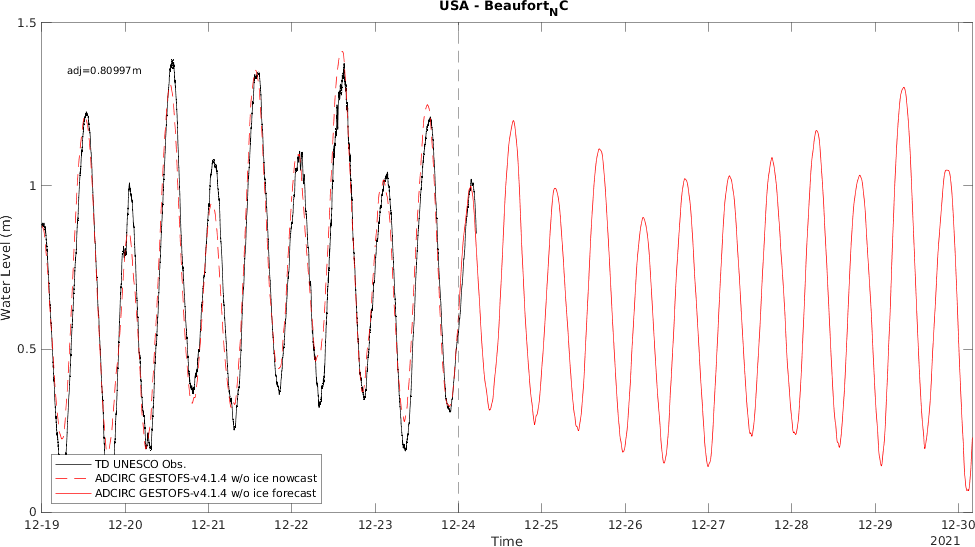 USA - Beaufort_NC
adj=0.80997m
1.5
1
0.5
0
Water Level (m)
TD UNESCO Obs.
ADCIRC GESTOFS-v4.1.4 w/o ice nowcast
ADCIRC GESTOFS-v4.1.4 w/o ice forecast
12-19 12-20 12-21 12-22 12-23 12-24 12-25 12-26 12-27 12-28 12-29 12-30
Time
2021